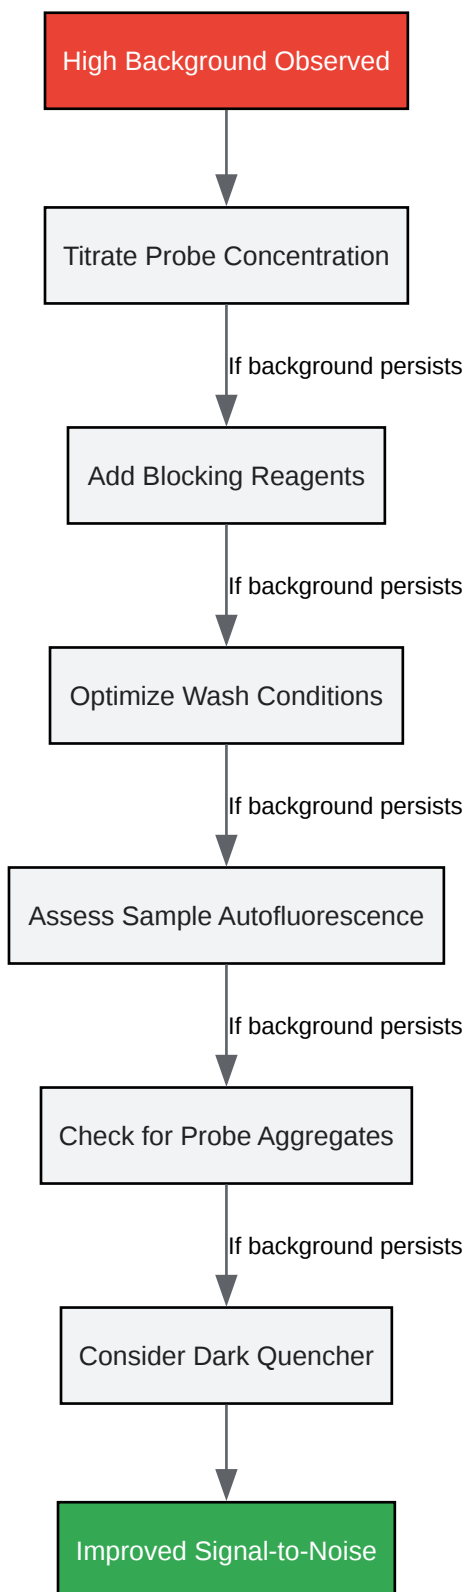 High Background Observed
Titrate Probe Concentration
If background persists
Add Blocking Reagents
If background persists
Optimize Wash Conditions
If background persists
Assess Sample Autofluorescence
If background persists
Check for Probe Aggregates
If background persists
Consider Dark Quencher
Improved Signal-to-Noise